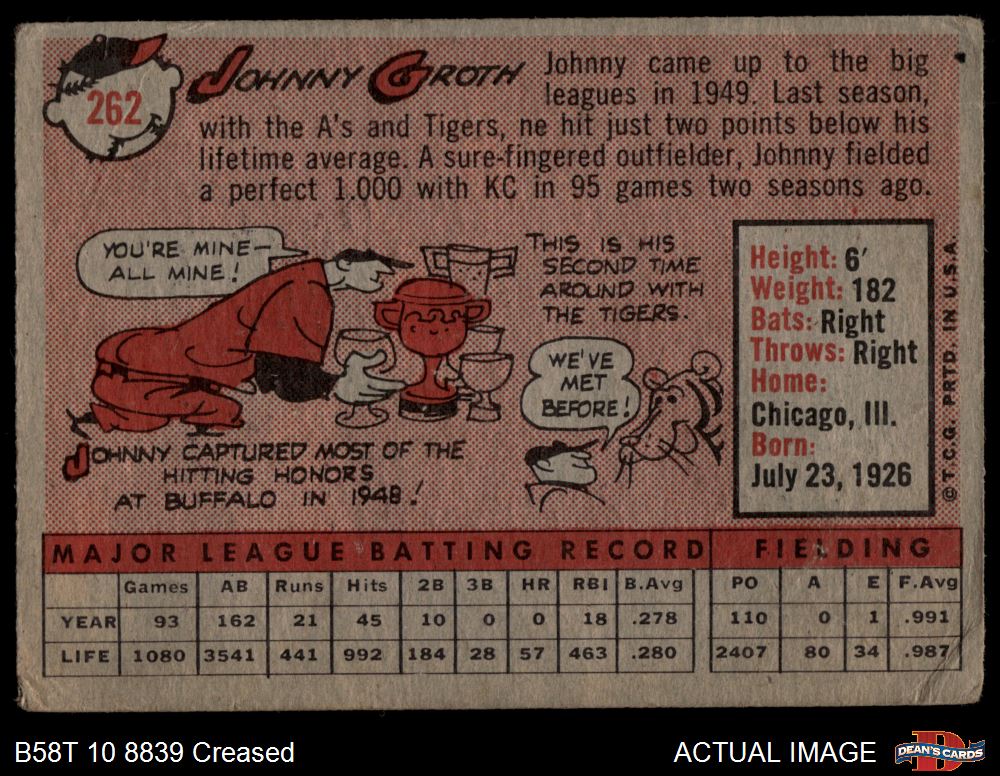 262
JOHNNY GROTH
Johnny came up to the big
leagues in 1949. Last season,
with the A's and Tigers, ne hit just two points below his
lifetime average. A sure-fingered outfielder, Johnny fielded
a perfect 1.000 with KC in 95 games two seasons ago.
YOU'RE MINE—
ALL MINE!
JOHNNY CAPTURED MOST OF THE
HITTING HONORS
AT BUFFALO IN 1948!
THIS IS HIS
SECOND TIME
AROUND WITH
THE TIGERS.
WE'VE
MET
BEFORE!
Height: 6'
Weight: 182
Bats: Right
Throws: Right
Home:
Chicago, Ill.
Born:
July 23, 1926
© T.C.G. PRTD. IN U.S.A.
MAJOR LEAGUE BATTING RECORD FIELDING
Games AB Runs Hits 2B 3B HR RBI B.Avg PO A E F.Avg
YEAR 93 162 21 45 10 0 0 18 .278 110 0 1 .991
LIFE 1080 3541 441 992 184 28 57 463 .280 2407 80 34 .987
B58T 10 8839 Creased
ACTUAL IMAGE
DEAN'S CARDS